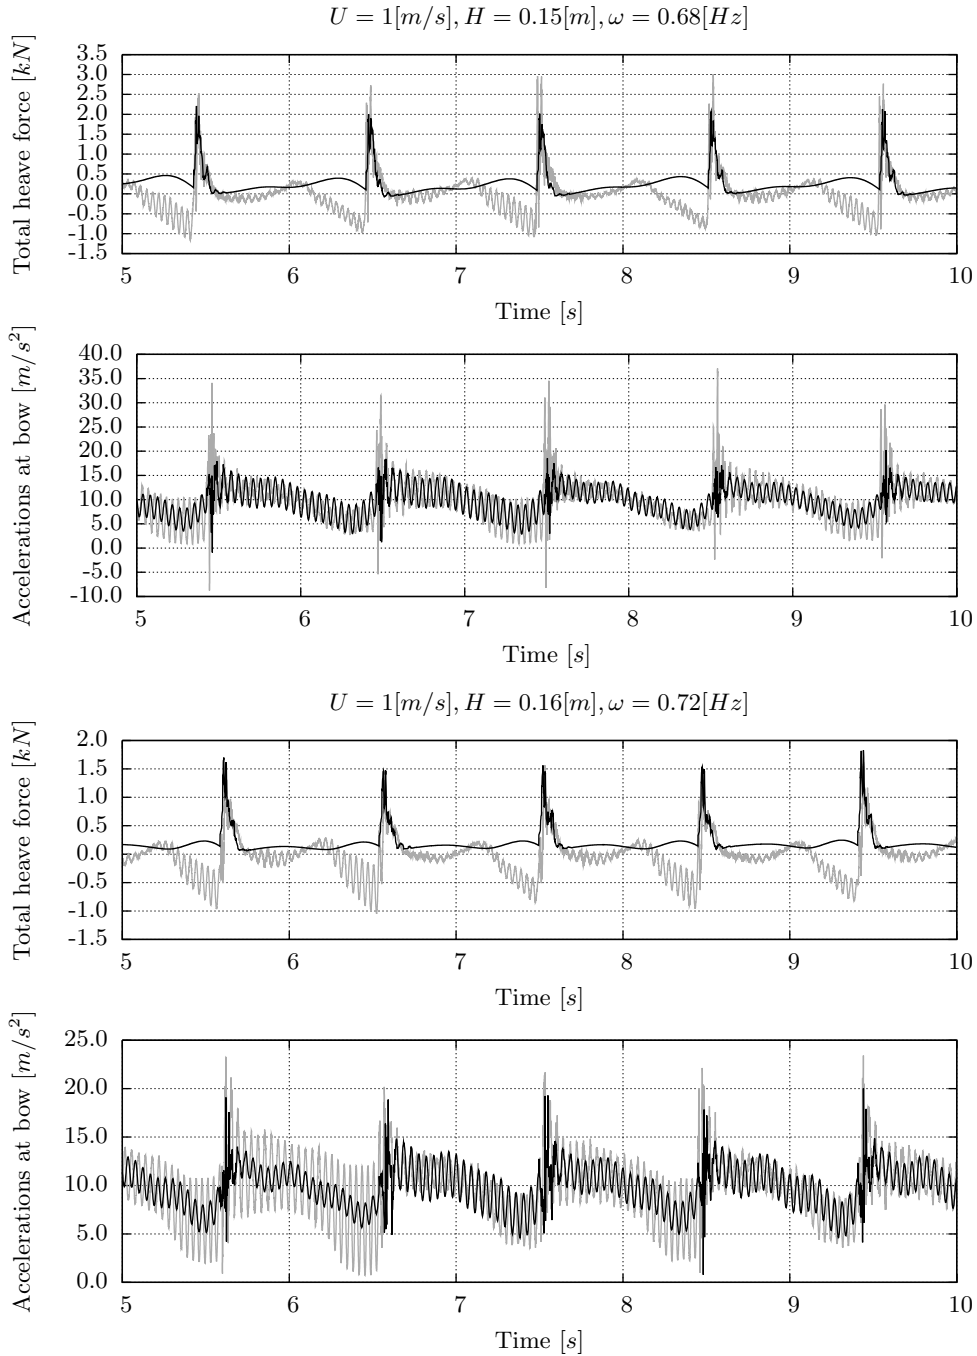 U = 1[m/s], H = 0.15[m], ω = 0.68[Hz]
Total heave force [kN]
3.5
3.0
2.5
2.0
1.5
1.0
0.5
0.0
-0.5
-1.0
-1.5
5 6 7 8 9 10
Time [s]
Accelerations at bow [m/s²]
40.0
35.0
30.0
25.0
20.0
15.0
10.0
5.0
0.0
-5.0
-10.0
5 6 7 8 9 10
Time [s]
U = 1[m/s], H = 0.16[m], ω = 0.72[Hz]
Total heave force [kN]
2.0
1.5
1.0
0.5
0.0
-0.5
-1.0
-1.5
5 6 7 8 9 10
Time [s]
Accelerations at bow [m/s²]
25.0
20.0
15.0
10.0
5.0
0.0
5 6 7 8 9 10
Time [s]